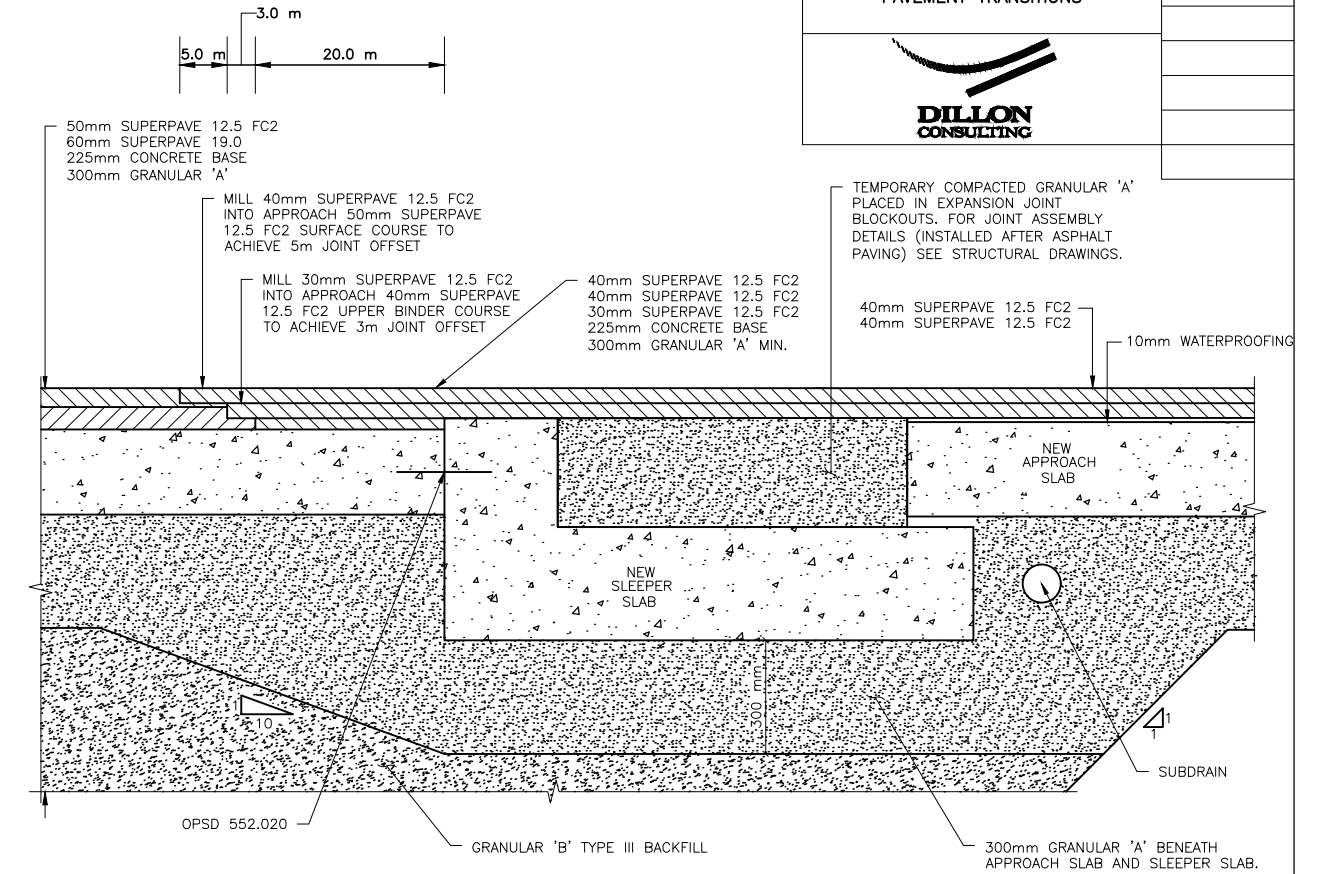 3.0 m
PAVEMENT TRANSITIONS
5.0 m
20.0 m
DILLON
CONSULTING
50mm SUPERPAVE 12.5 FC2
60mm SUPERPAVE 19.0
225mm CONCRETE BASE
300mm GRANULAR 'A'
MILL 40mm SUPERPAVE 12.5 FC2
INTO APPROACH 50mm SUPERPAVE
12.5 FC2 SURFACE COURSE TO
ACHIEVE 5m JOINT OFFSET
TEMPORARY COMPACTED GRANULAR 'A'
PLACED IN EXPANSION JOINT
BLOCKOUTS. FOR JOINT ASSEMBLY
DETAILS (INSTALLED AFTER ASPHALT
PAVING) SEE STRUCTURAL DRAWINGS.
MILL 30mm SUPERPAVE 12.5 FC2
INTO APPROACH 40mm SUPERPAVE
12.5 FC2 UPPER BINDER COURSE
TO ACHIEVE 3m JOINT OFFSET
40mm SUPERPAVE 12.5 FC2
40mm SUPERPAVE 12.5 FC2
30mm SUPERPAVE 12.5 FC2
225mm CONCRETE BASE
300mm GRANULAR 'A' MIN.
40mm SUPERPAVE 12.5 FC2
40mm SUPERPAVE 12.5 FC2
10mm WATERPROOFING
NEW
APPROACH
SLAB
NEW
SLEEPER
SLAB
300 mm
1
10
1
1
SUBDRAIN
OPSD 552.020
GRANULAR 'B' TYPE III BACKFILL
300mm GRANULAR 'A' BENEATH
APPROACH SLAB AND SLEEPER SLAB.